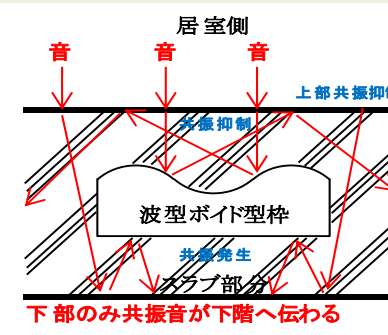 居室側
音 音 音
上部共振抑制
共振抑制
波型ボイド型枠
共振発生
スラブ部分
下部のみ共振音が下階へ伝わる